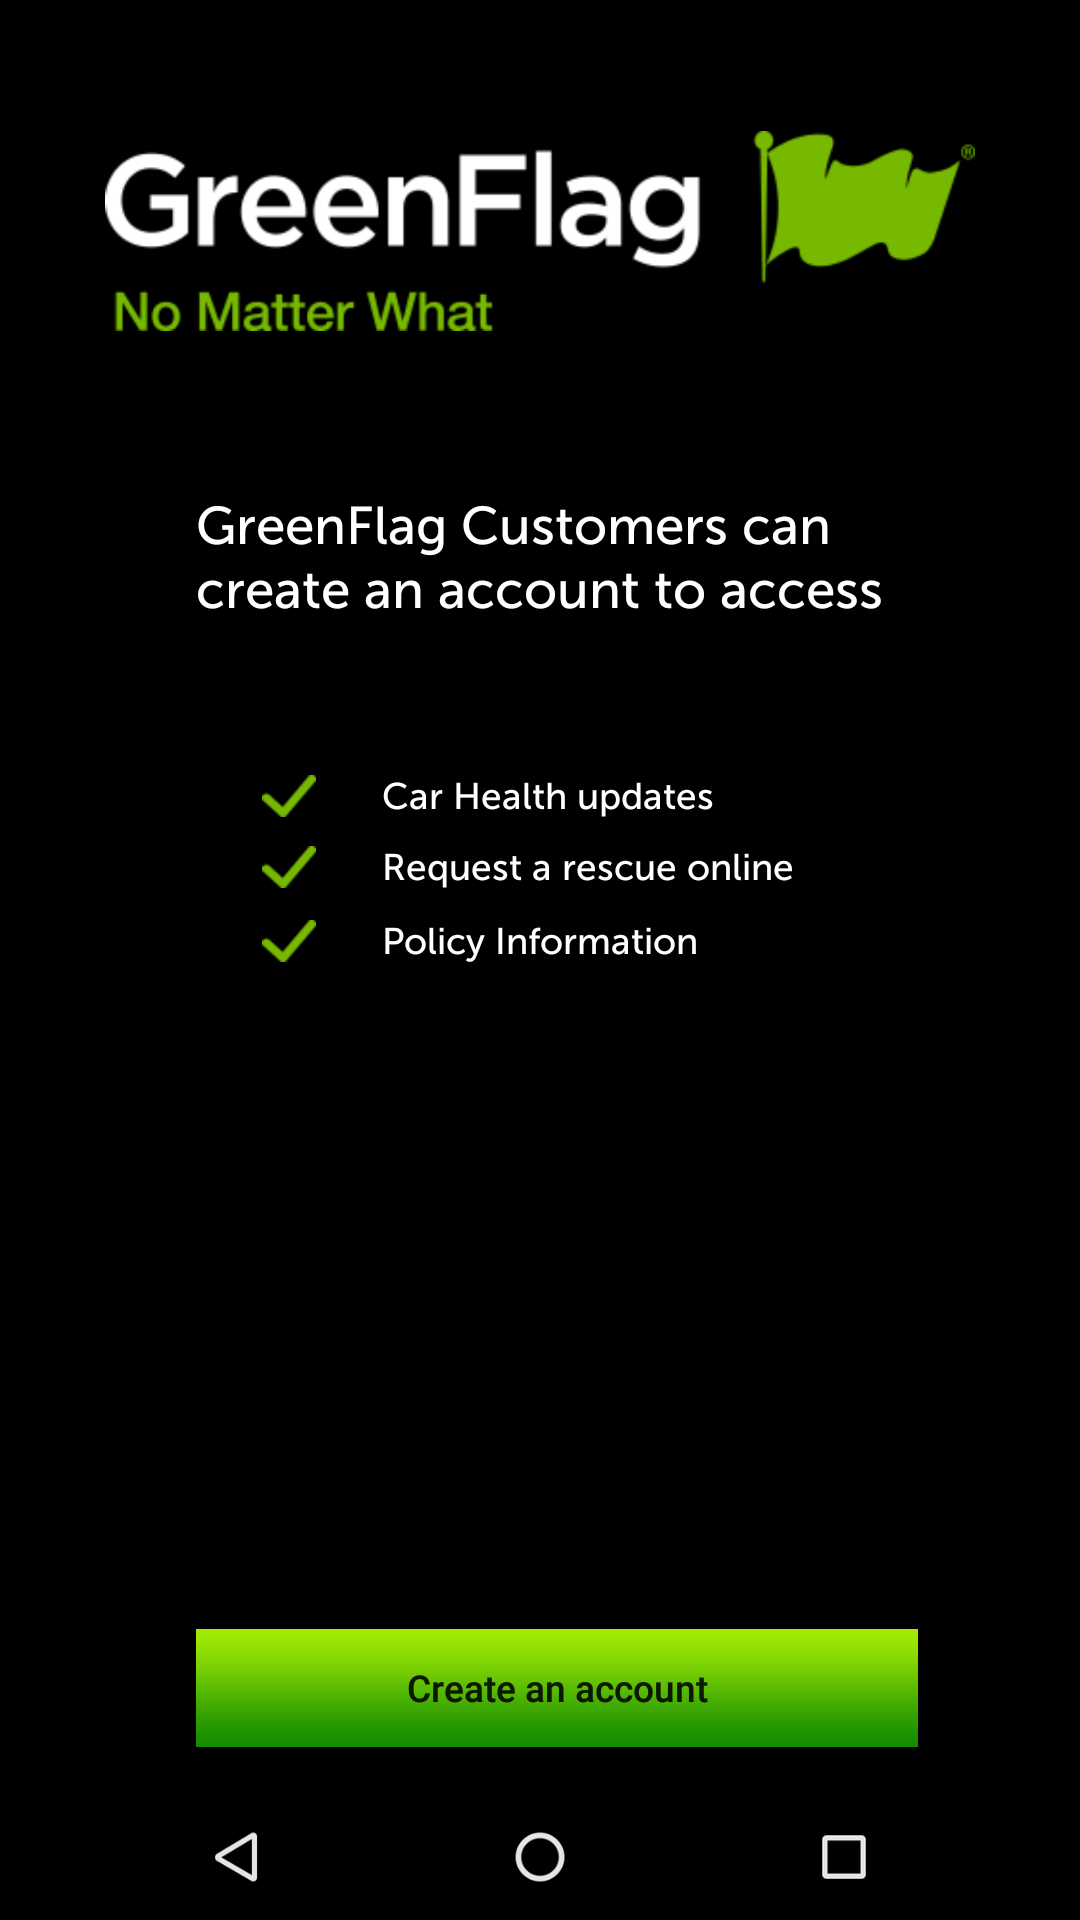 GreenFlag ®
No Matter What
GreenFlag Customers can
create an account to access
Car Health updates
Request a rescue online
Policy Information
Create an account